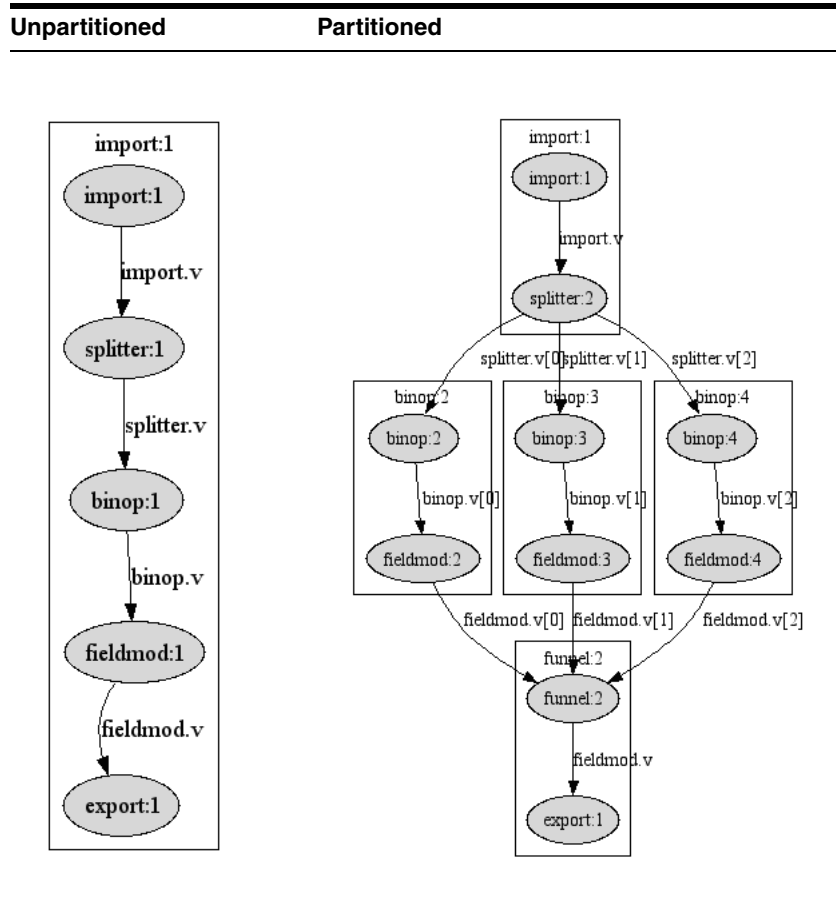 Unpartitioned Partitioned
import:1
import:1
import.v
splitter:1
splitter.v
binop:1
binop.v
fieldmod:1
fieldmod.v
export:1
import:1
import:1
import.v
splitter:2
splitter.v[0] splitter.v[1] splitter.v[2]
binop:2 binop:3 binop:4
binop:2 binop:3 binop:4
binop.v[0] binop.v[1] binop.v[2]
fieldmod:2 fieldmod:3 fieldmod:4
fieldmod.v[0] fieldmod.v[1] fieldmod.v[2]
funnel:2
funnel:2
fieldmod.v
export:1